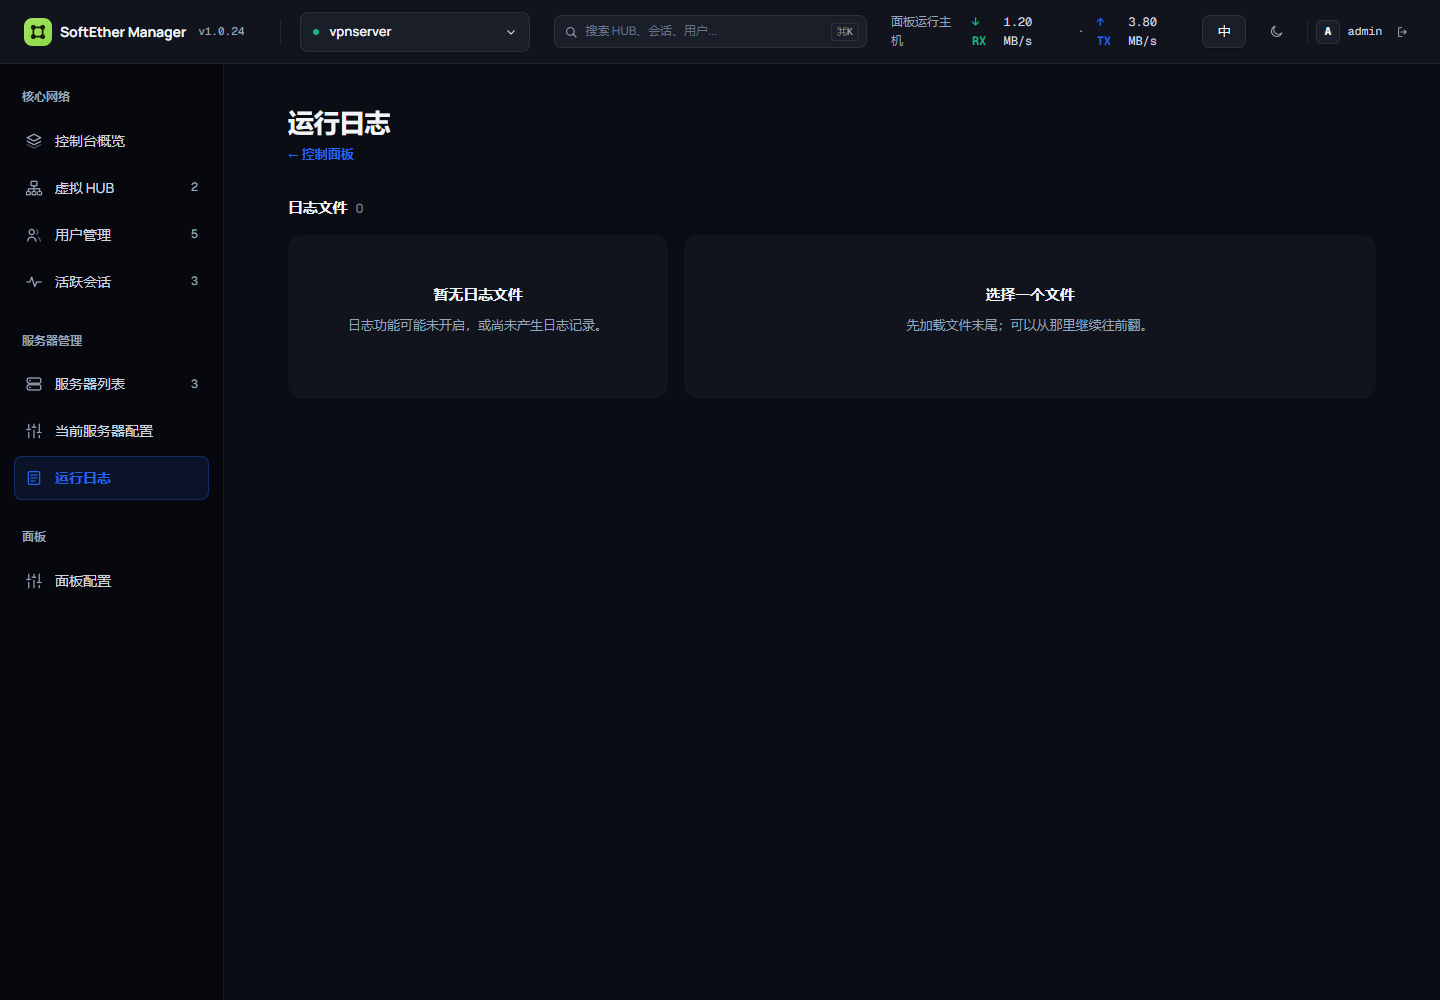 SoftEther Manager v1.0.24
vpnserver
搜索 HUB、会话、用户... ⌘K
面板运行主机
↓ RX 1.20 MB/s
·
↑ TX 3.80 MB/s
中
A admin
核心网络
控制台概览
虚拟 HUB 2
用户管理 5
活跃会话 3
服务器管理
服务器列表 3
当前服务器配置
运行日志
面板
面板配置
运行日志
← 控制面板
日志文件 0
暂无日志文件
日志功能可能未开启，或尚未产生日志记录。
选择一个文件
先加载文件末尾；可以从那里继续往前翻。